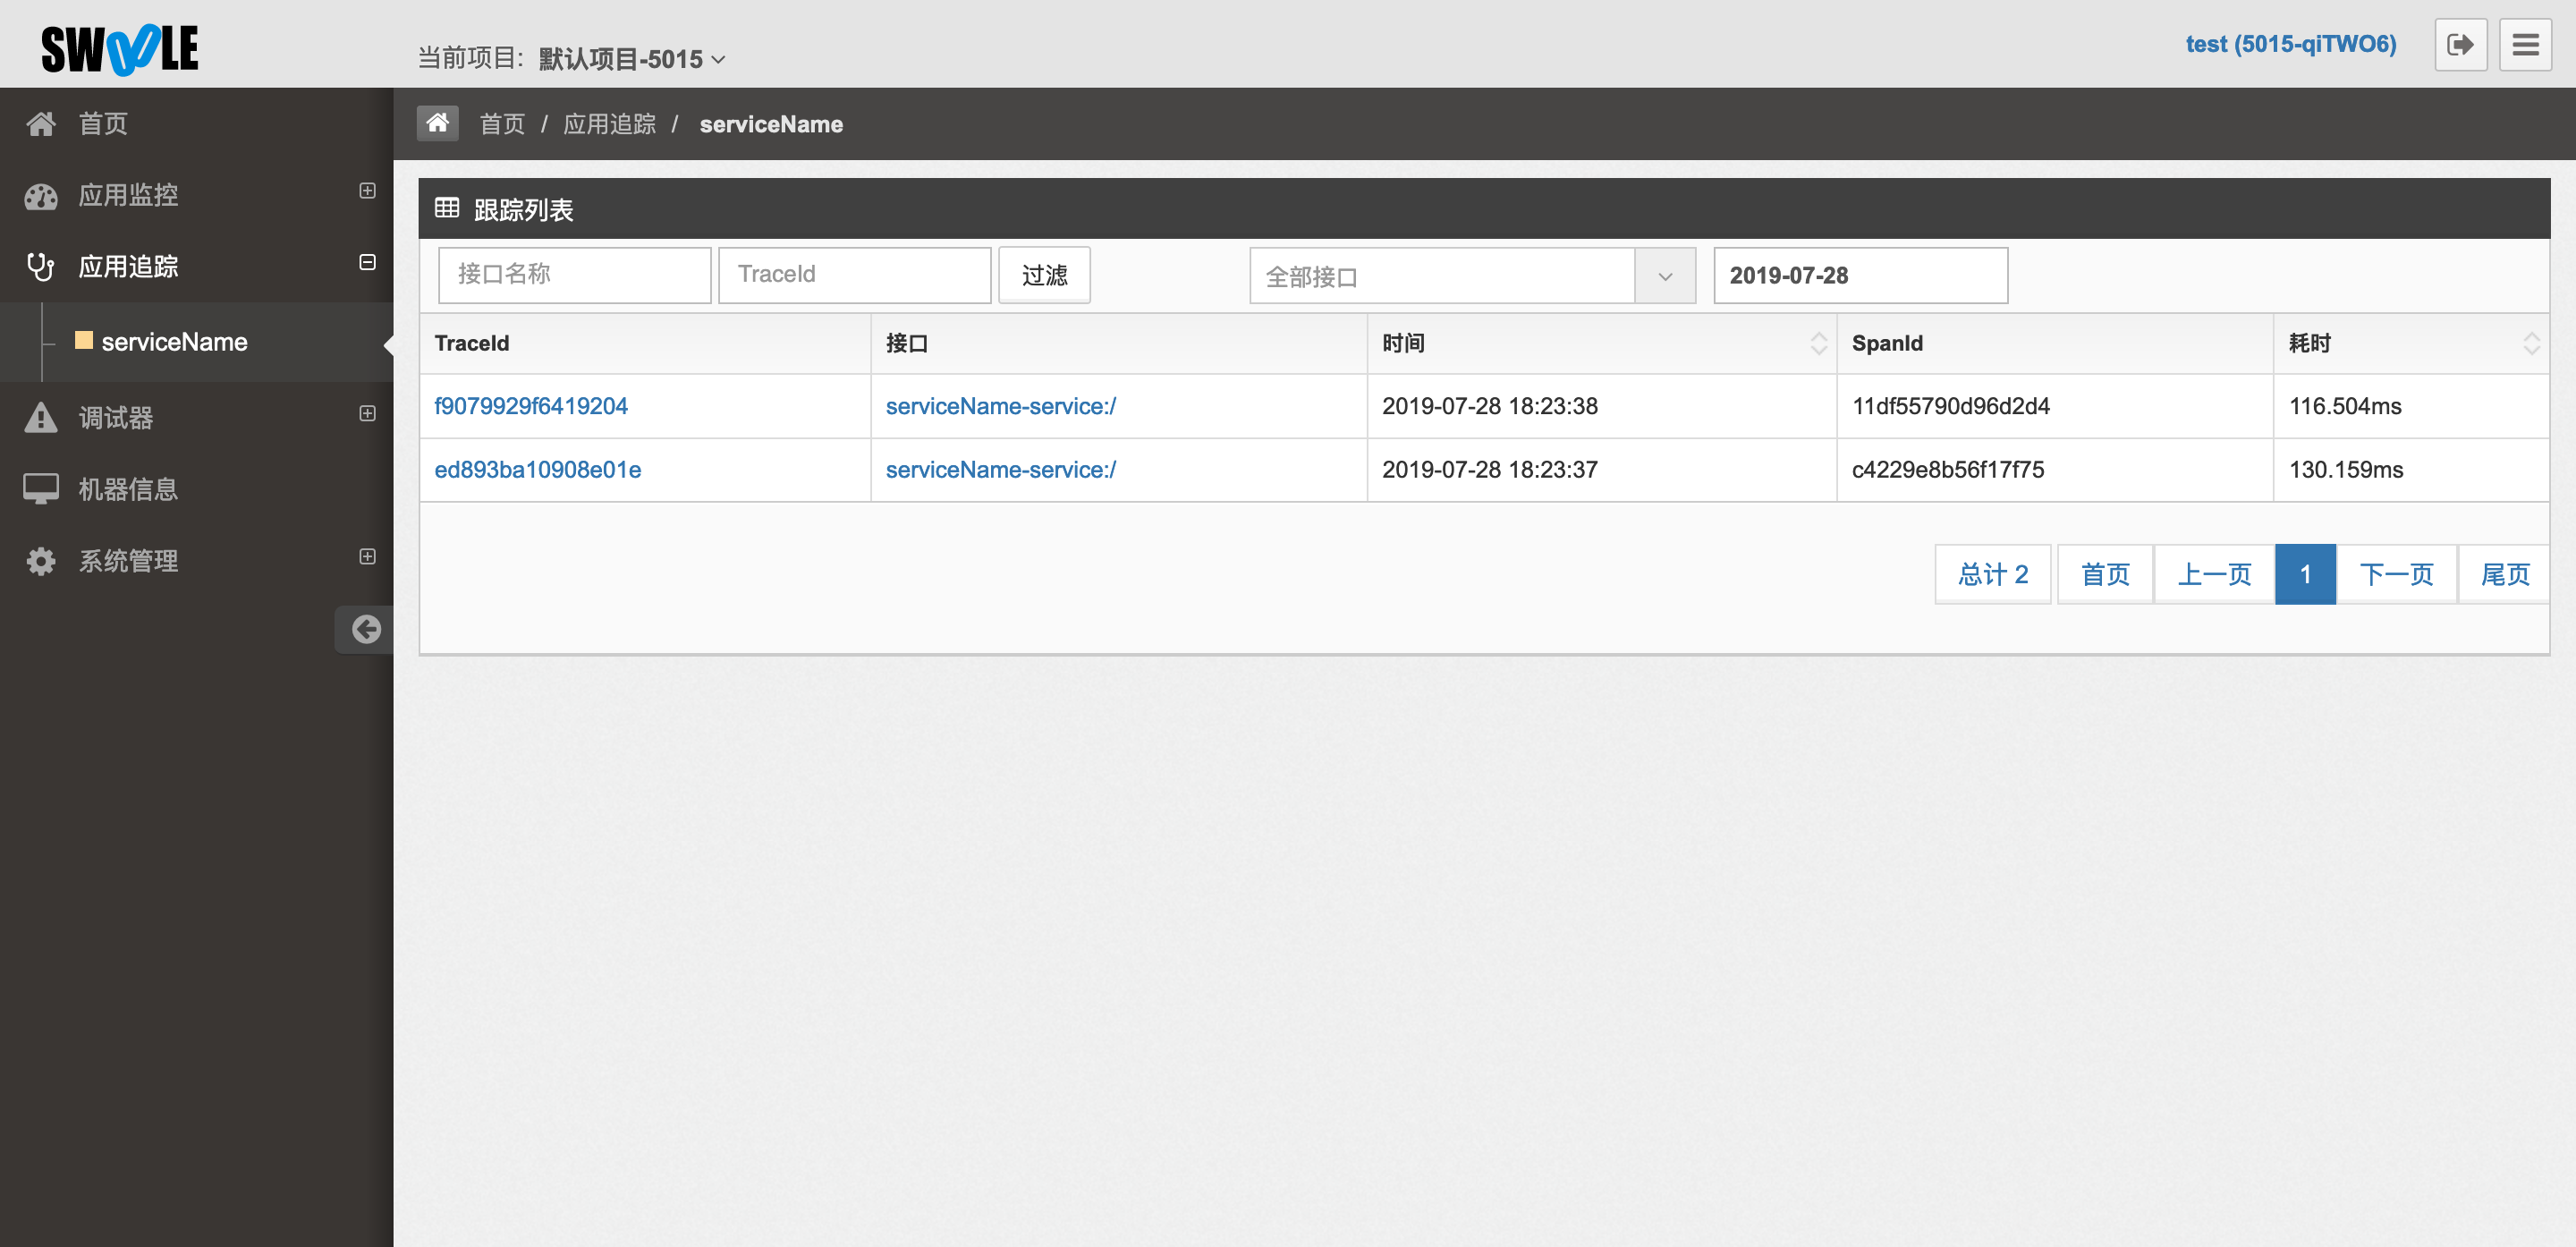 SWOOLE
当前项目: 默认项目-5015
test (5015-qiTWO6)
首页
应用监控
应用追踪
serviceName
调试器
机器信息
系统管理
首页 / 应用追踪 / serviceName
跟踪列表
接口名称 TraceId 过滤 全部接口 2019-07-28
TraceId 接口 时间 SpanId 耗时
f9079929f6419204 serviceName-service:/ 2019-07-28 18:23:38 11df55790d96d2d4 116.504ms
ed893ba10908e01e serviceName-service:/ 2019-07-28 18:23:37 c4229e8b56f17f75 130.159ms
总计 2 首页 上一页 1 下一页 尾页